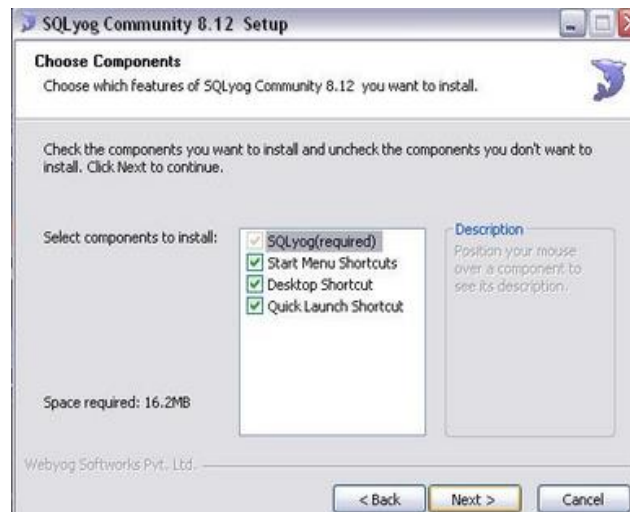 SQLyog Community 8.12 Setup
Choose Components
Choose which features of SQLyog Community 8.12 you want to install.
Check the components you want to install and uncheck the components you don't want to
install. Click Next to continue.
Select components to install:
SQLyog(required)
Start Menu Shortcuts
Desktop Shortcut
Quick Launch Shortcut
Description
Position your mouse
over a component to
see its description.
Space required: 16.2MB
Webyog Softworks Pvt. Ltd.
< Back
Next >
Cancel